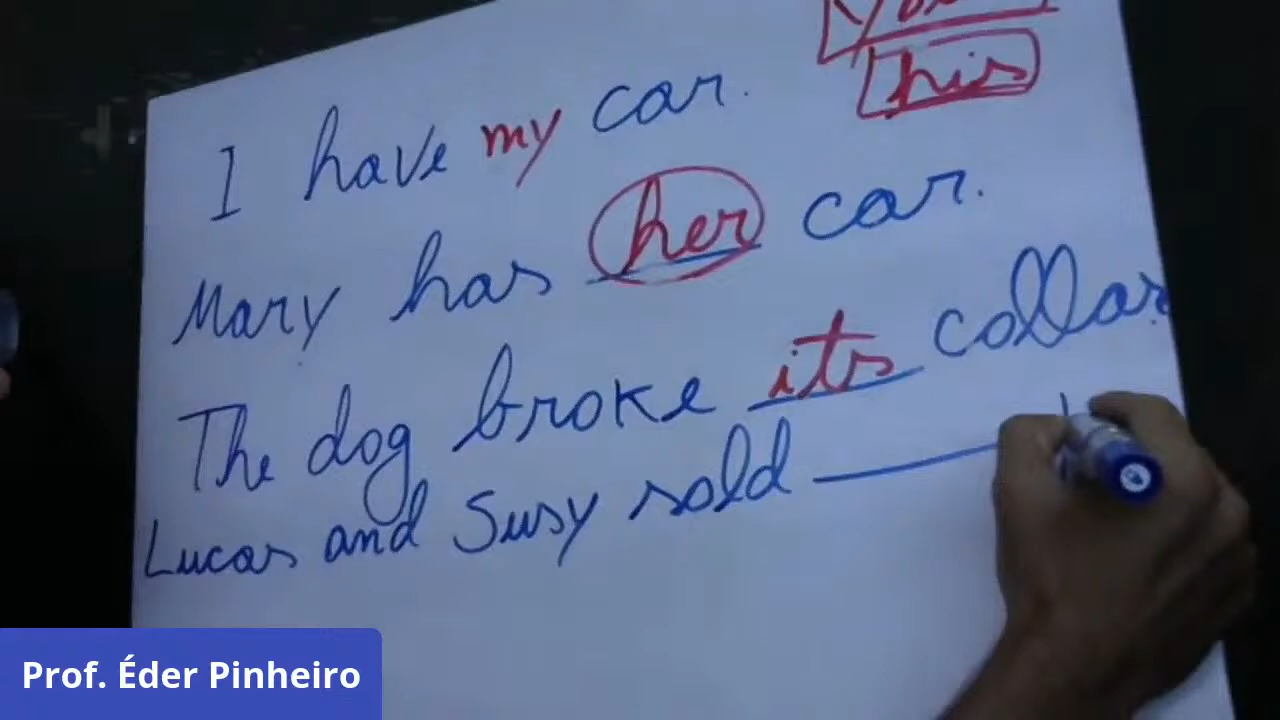 his
I have my car.
Mary has her car.
The dog broke its collar
Lucas and Susy sold
Prof. Éder Pinheiro